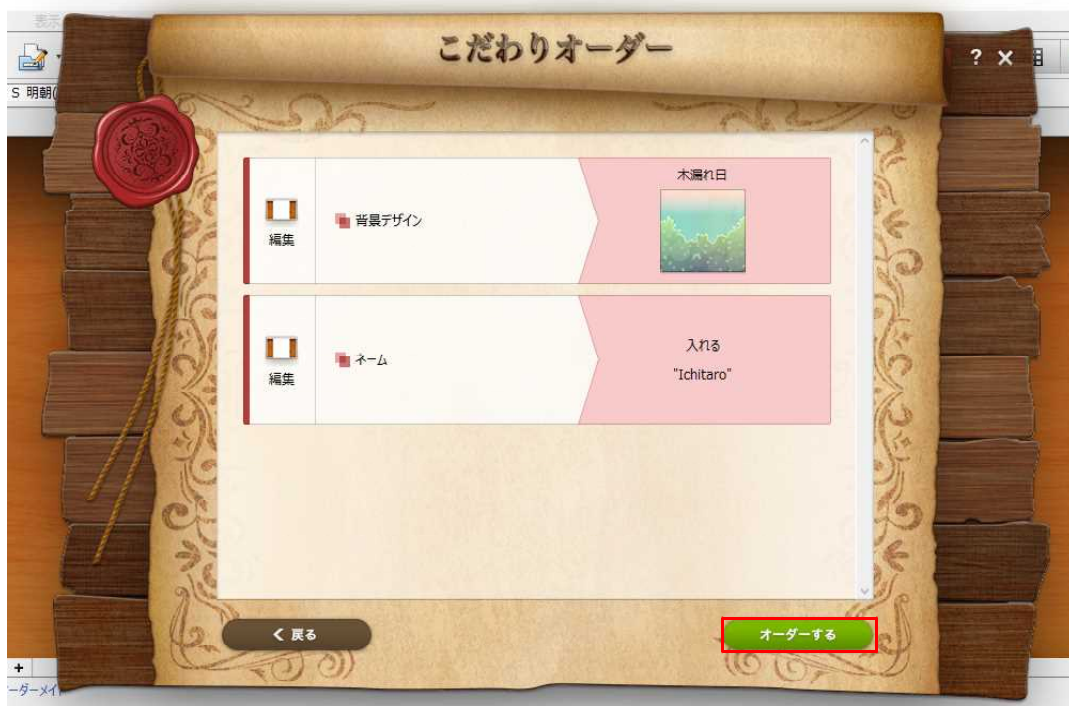 表示
こだわりオーダー
? ×
S 明朝(
木漏れ日
編集
背景デザイン
入れる
"Ichitaro"
編集
ネーム
< 戻る
オーダーする
+
ーダーメイ